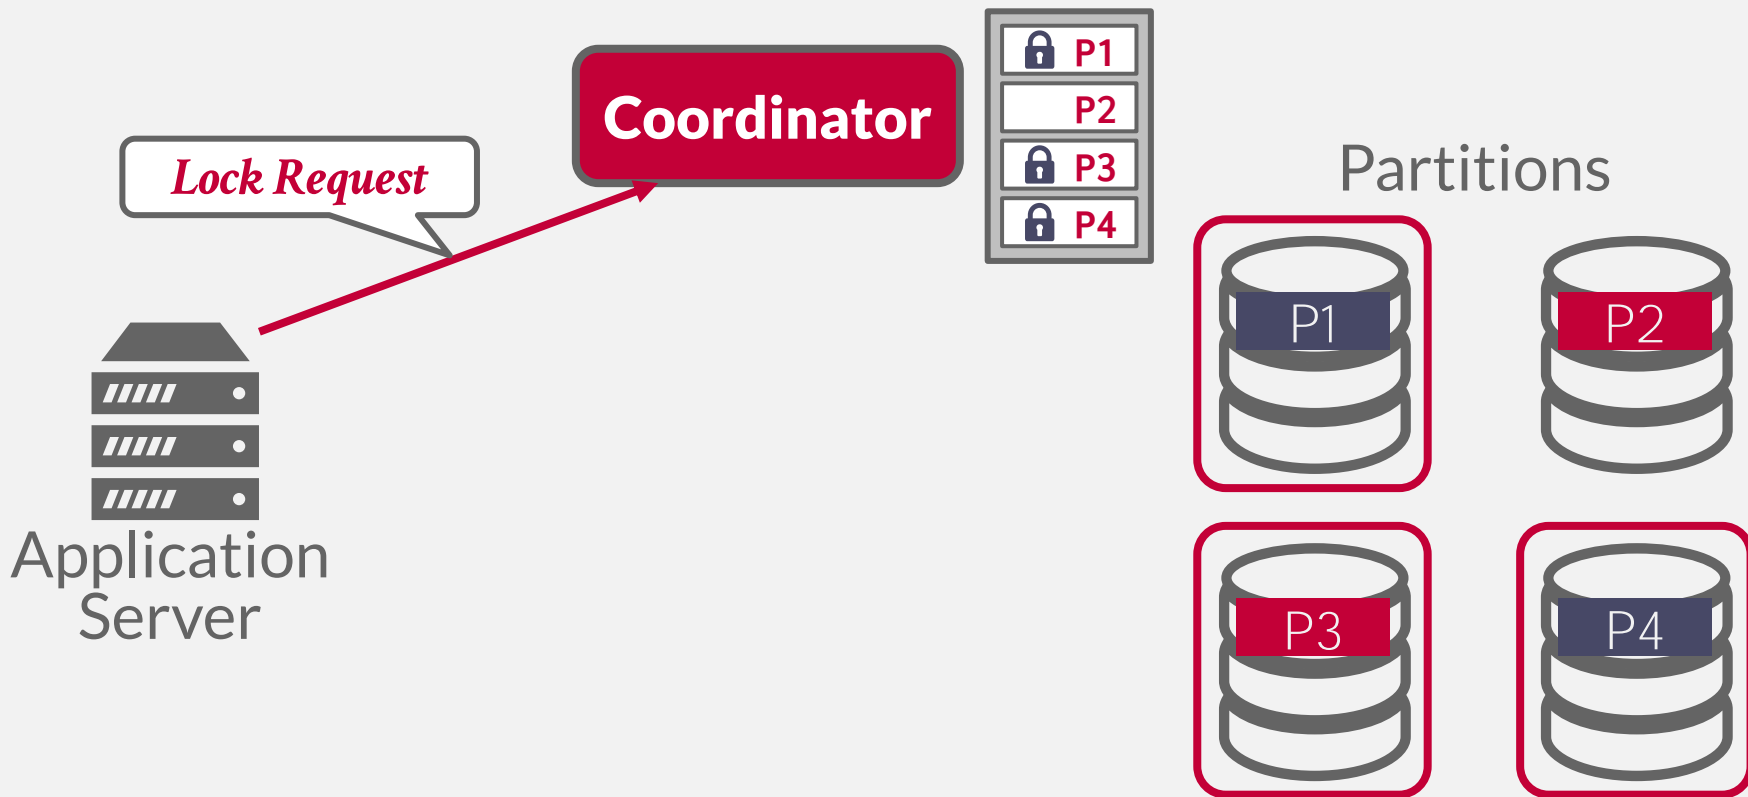 Coordinator
P1
P2
P3
P4
Lock Request
Partitions
P1
P2
P3
P4
Application
Server